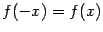 f(-x) = f(x)